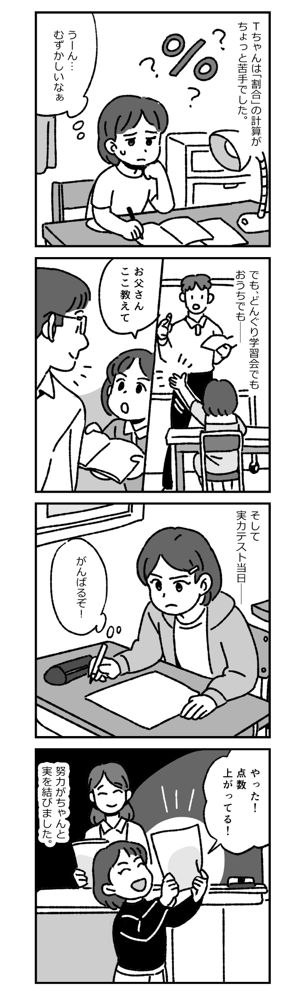 Tちゃんは「割合」の計算が
ちょっと苦手でした。
%
?
?
?
うーん…
むずかしいなぁ
でも、どんぐり学習会でも
おうちでも──
お父さん
ここ教えて
そして
実力テスト当日──
がんばるぞ！
やった！
点数
上がってる！
努力がちゃんと
実を結びました。